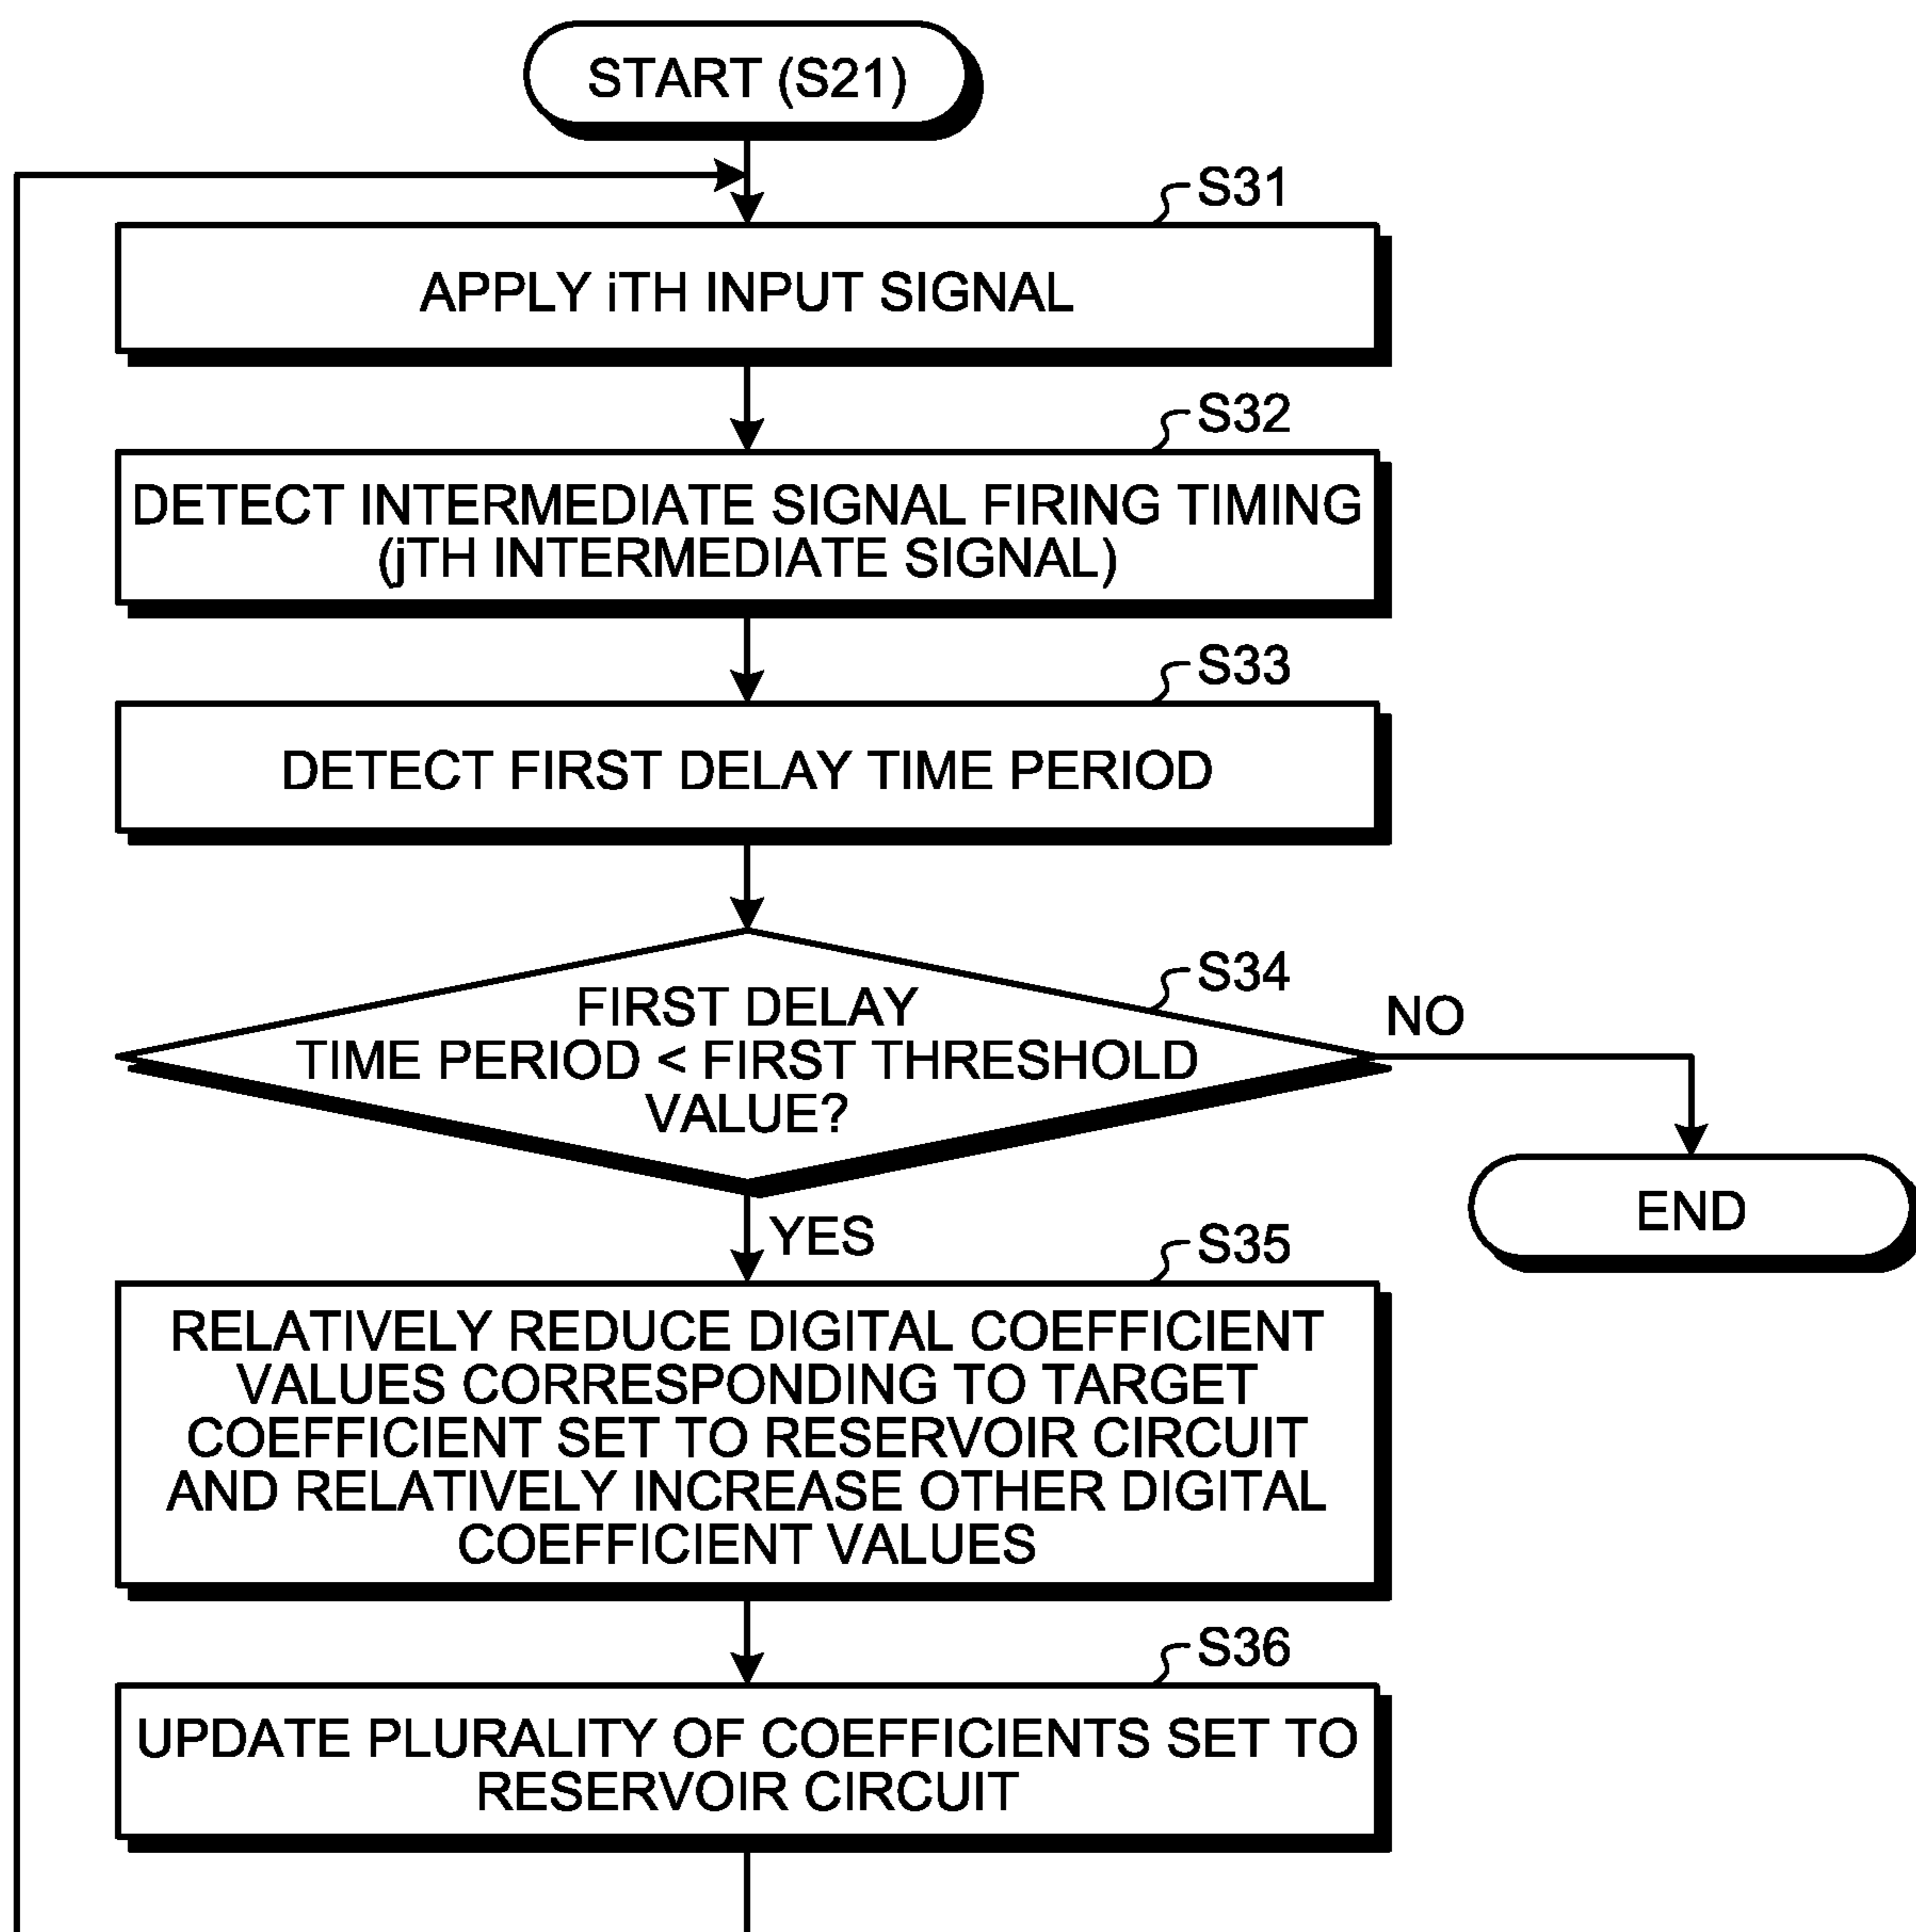 START (S21)
S31
APPLY iTH INPUT SIGNAL
S32
DETECT INTERMEDIATE SIGNAL FIRING TIMING
(jTH INTERMEDIATE SIGNAL)
S33
DETECT FIRST DELAY TIME PERIOD
S34
FIRST DELAY
TIME PERIOD < FIRST THRESHOLD
VALUE?
NO
END
YES
S35
RELATIVELY REDUCE DIGITAL COEFFICIENT
VALUES CORRESPONDING TO TARGET
COEFFICIENT SET TO RESERVOIR CIRCUIT
AND RELATIVELY INCREASE OTHER DIGITAL
COEFFICIENT VALUES
S36
UPDATE PLURALITY OF COEFFICIENTS SET TO
RESERVOIR CIRCUIT